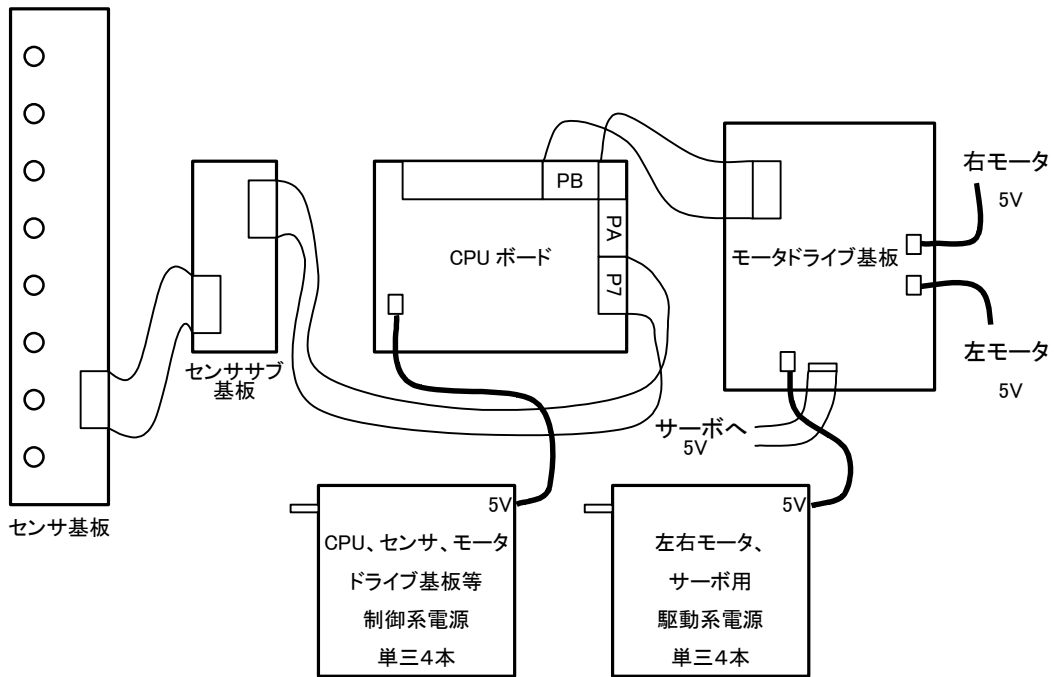 PB
PA
P7
CPU ボード
センササブ
基板
センサ基板
モータドライブ基板
右モータ
5V
左モータ
5V
サーボへ
5V
5V
CPU、センサ、モータ
ドライブ基板等
制御系電源
単三4本
5V
左右モータ、
サーボ用
駆動系電源
単三4本